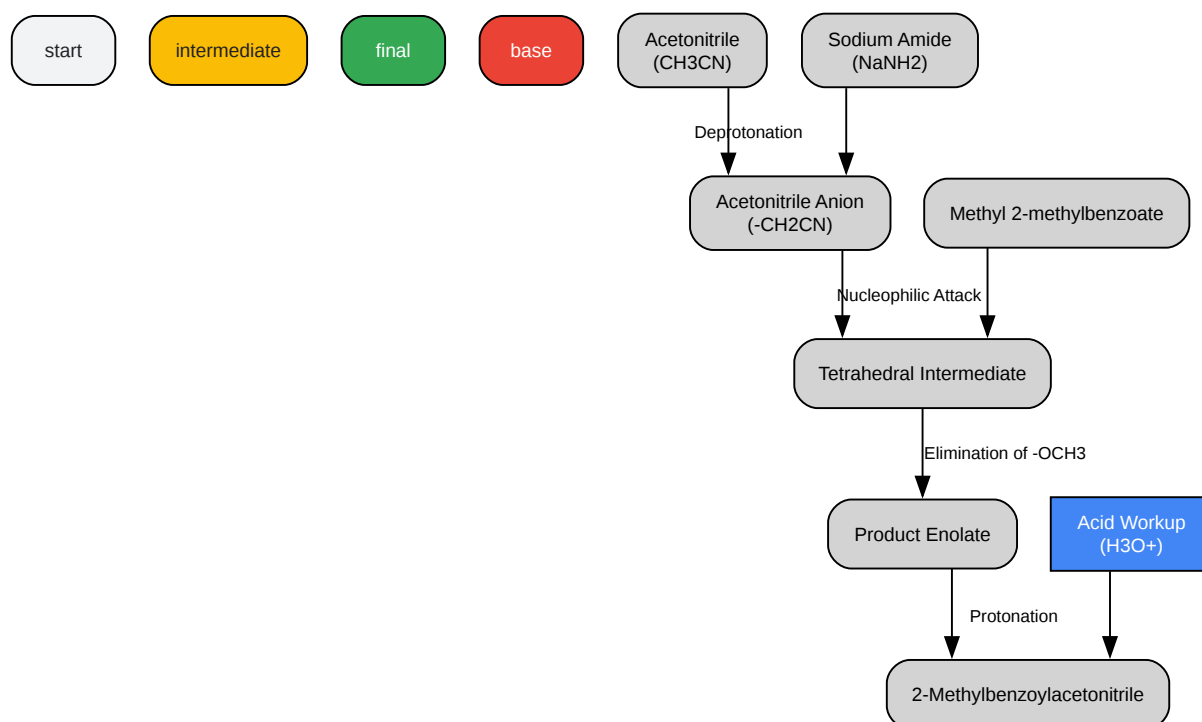 start
intermediate
final
base
Acetonitrile
(CH3CN)
Sodium Amide
(NaNH2)
Deprotonation
Acetonitrile Anion
(-CH2CN)
Methyl 2-methylbenzoate
Nucleophilic Attack
Tetrahedral Intermediate
Elimination of -OCH3
Product Enolate
Acid Workup
(H3O+)
Protonation
2-Methylbenzoylacetonitrile